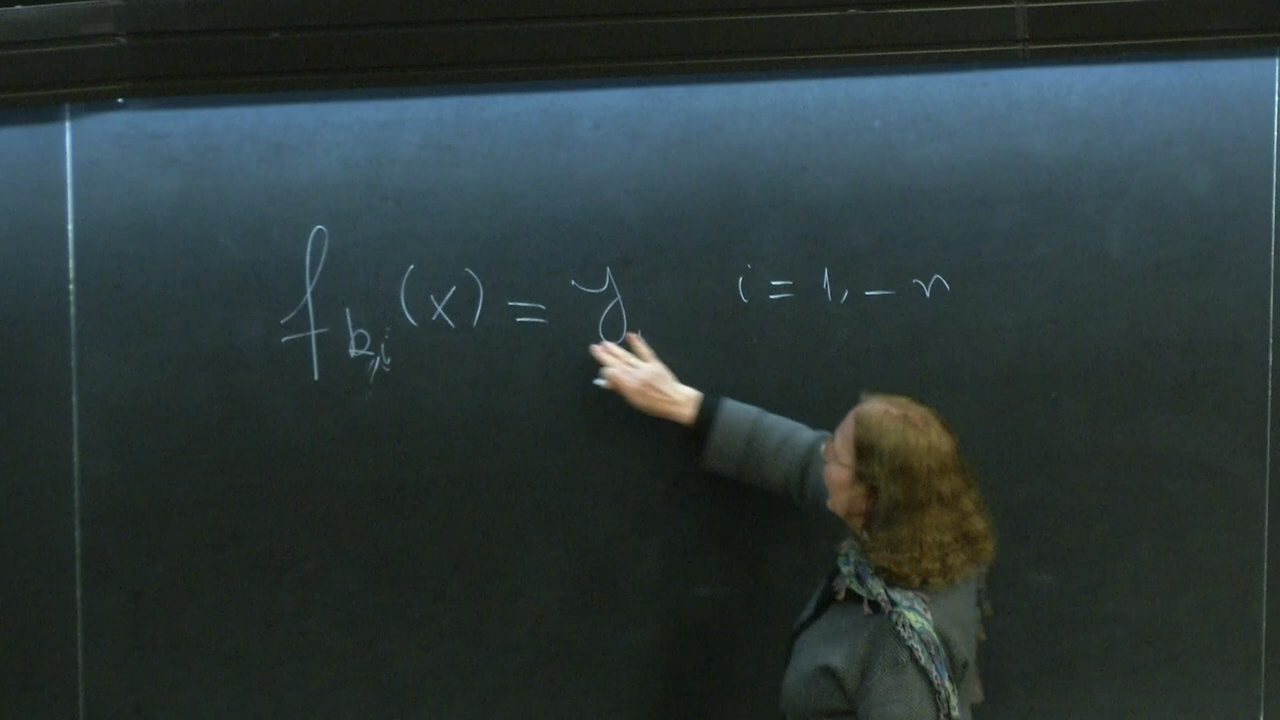 f_{k,i}(x) = y i = 1, – n